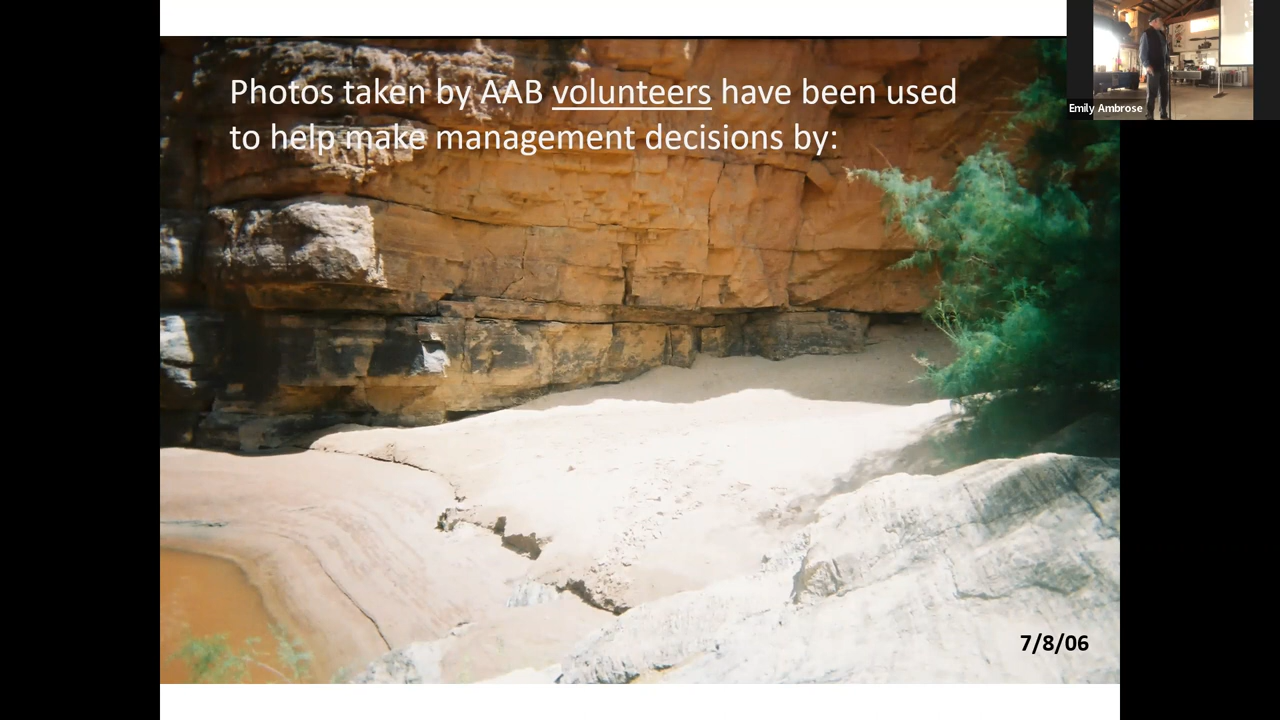 Photos taken by AAB volunteers have been used
to help make management decisions by:
Emily Ambrose
7/8/06